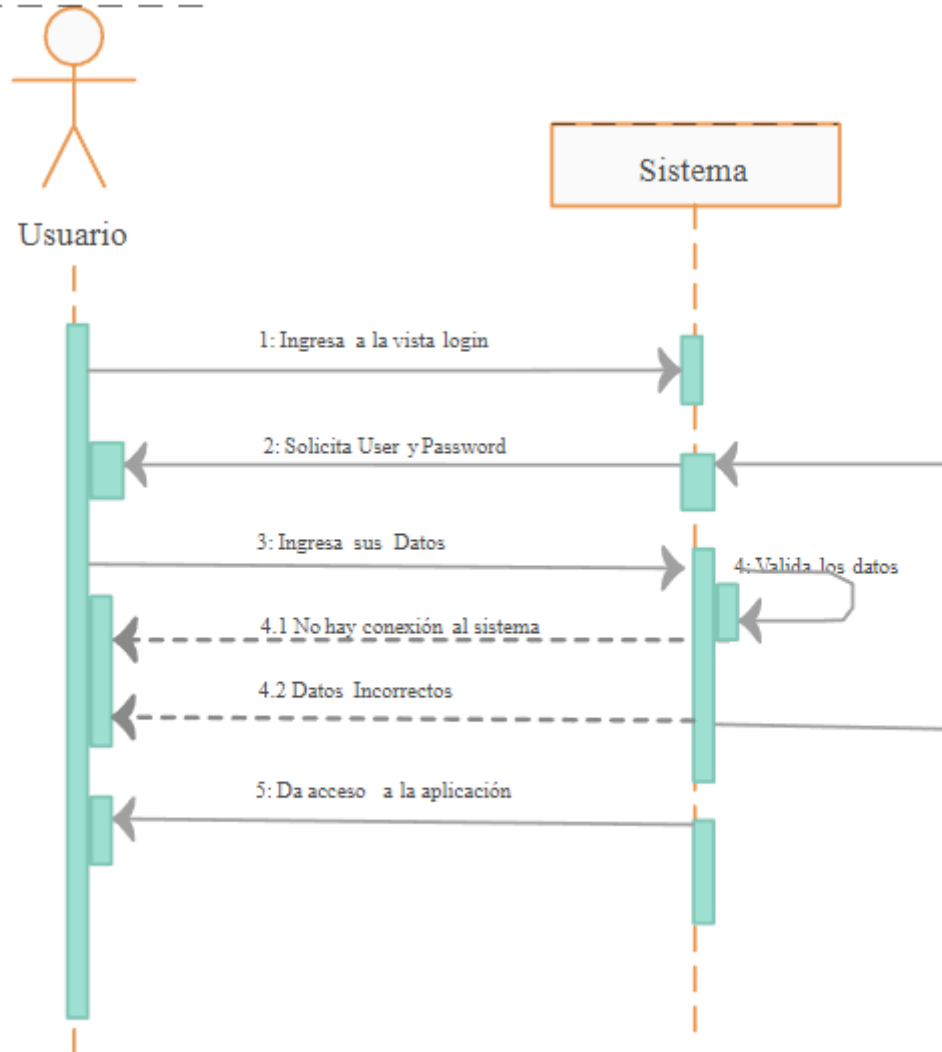 Usuario
Sistema
1: Ingresa a la vista login
2: Solicita User y Password
3: Ingresa sus Datos
4: Valida los datos
4.1 No hay conexión al sistema
4.2 Datos Incorrectos
5: Da acceso a la aplicación